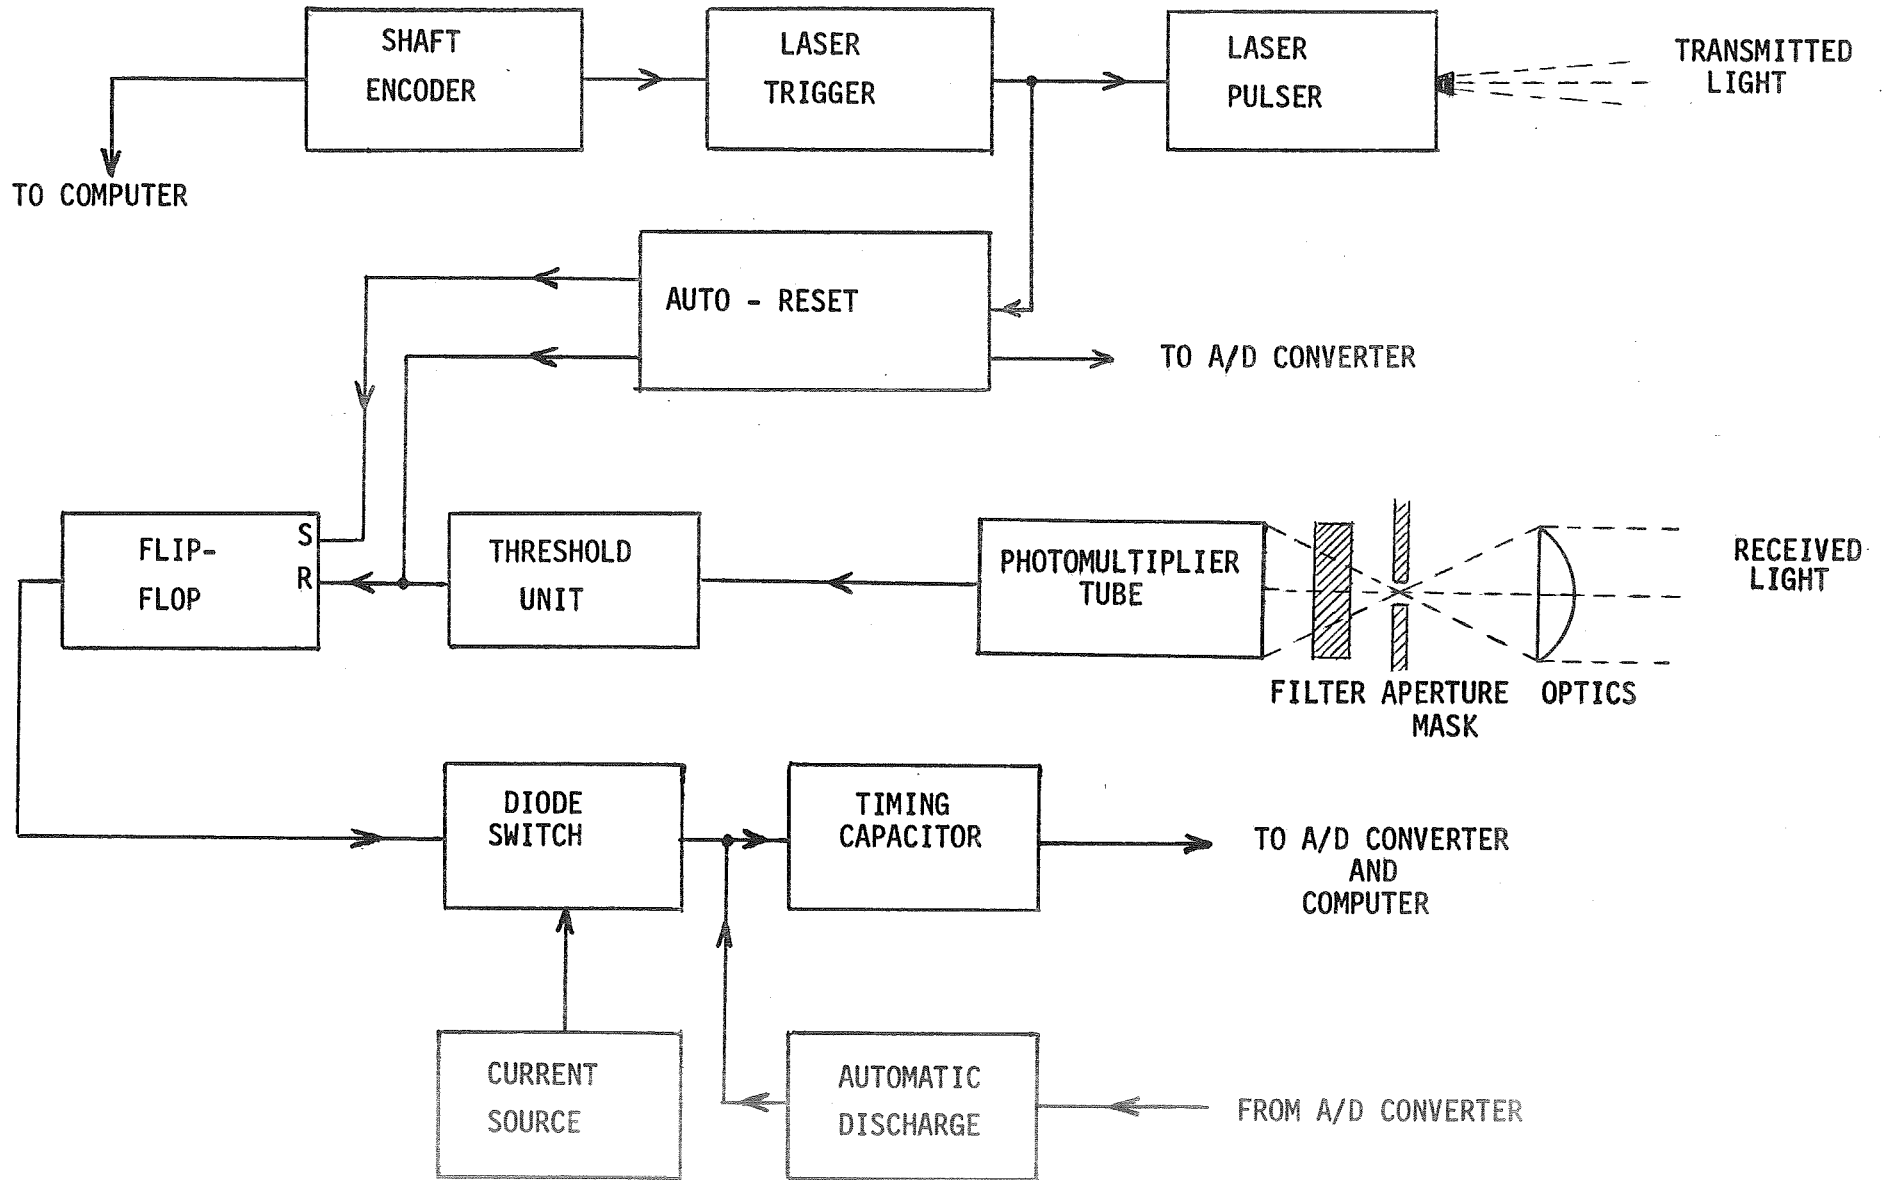 SHAFT
ENCODER
LASER
TRIGGER
LASER
PULSER
TRANSMITTED
LIGHT
TO COMPUTER
AUTO - RESET
TO A/D CONVERTER
FLIP-
FLOP
S
R
THRESHOLD
UNIT
PHOTOMULTIPLIER
TUBE
RECEIVED
LIGHT
FILTER APERTURE OPTICS
MASK
DIODE
SWITCH
TIMING
CAPACITOR
TO A/D CONVERTER
AND
COMPUTER
CURRENT
SOURCE
AUTOMATIC
DISCHARGE
FROM A/D CONVERTER